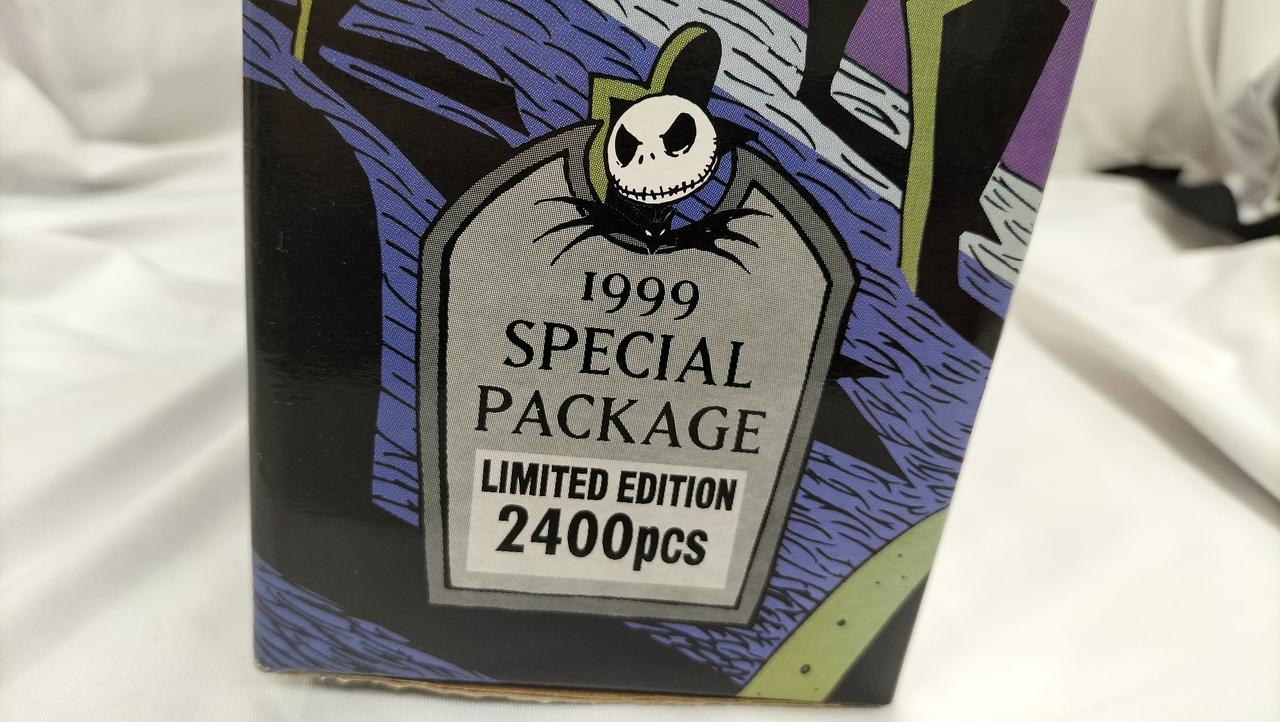 1999
SPECIAL
PACKAGE
LIMITED EDITION
2400pcs